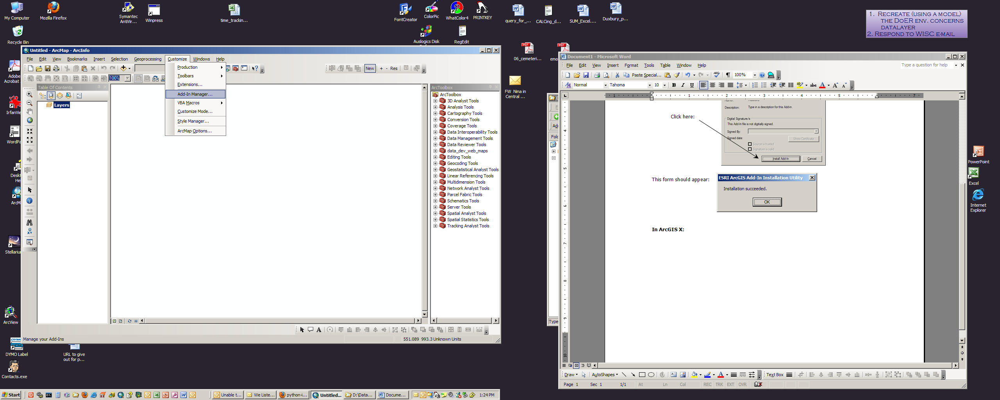 My Computer
Mozilla Firefox
Symantec
AntiVir...
Winpress
time_trackin...
FontCreator
ColorPic
WhatColor4
PRINTKEY
query_for_...
CALCing_d...
SUM_Excel....
Duxbury_p...
1. Recreate (using a model)
the DoER env. concerns
datalayer
2. Respond to WISC e-mail
Recycle Bin
Auslogics Disk
RegEdit
06_cemeteri...
FW Nina in
Central ...
Adobe
Acrobat
IrfanVie
WordPa
Deskt
He
ArcM
Stellarium
ArcView
DYMO Label
URL to give
out for p...
Contacts.exe
PowerPoint
Excel
Internet
Explorer
Untitled - ArcMap - ArcInfo
File Edit View Bookmarks Insert Selection Geoprocessing Customize Windows Help
New + - Res
100%
Production
Toolbars
Extensions...
Add-In Manager...
VBA Macros
Customize Mode...
Style Manager...
ArcMap Options...
Table Of Contents
Layers
XY
ArcToolbox
ArcToolbox
3D Analyst Tools
Analysis Tools
Cartography Tools
Conversion Tools
Coverage Tools
Data Interoperability Tools
Data Management Tools
Data Reviewer Tools
data_dev_web_maps
Editing Tools
Geocoding Tools
Geostatistical Analyst Tools
Linear Referencing Tools
Multidimension Tools
Network Analyst Tools
Parcel Fabric Tools
Schematics Tools
Server Tools
Spatial Analyst Tools
Spatial Statistics Tools
Tracking Analyst Tools
Manage your Add-Ins
551.089 993.3 Unknown Units
Fold
Type
Document1 - Microsoft Word
File Edit View Insert Format Tools Table Window Help
Type a question for help
Paste Special...
100%
Normal
Tahoma
10
B I U
Description: Type in a description for this Add-in.
Click here:
Digital Signature/s
This Add-In file is not digitially signed.
Signed By:
Signed date:
Show Certificate
Source is trusted
Signature is valid
Install Add-In
Cancel
This form should appear:
ESRI ArcGIS Add-In Installation Utility
Installation succeeded.
OK
In ArcGIS X:
Draw
AutoShapes
Text Box
Page 1 Sec 1 1/1 At Ln Col REC TRK EXT OVR
Start
Unable t...
We Liste...
python-i...
Untitled...
D:\Data...
Docume...
1:24 PM